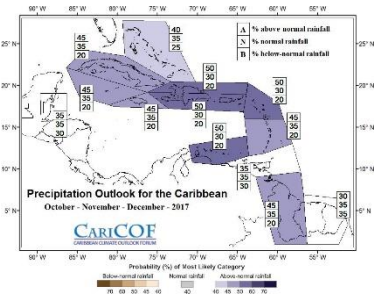 40
35
25
A % above normal rainfall
N % normal rainfall
B % below-normal rainfall
25°N
20°N
15°N
10°N
5°N
45
35
20
50
30
20
50
30
20
45
35
20
50
30
20
45
35
20
35
35
30
50
30
20
35
35
30
30
35
35
45
35
20
Precipitation Outlook for the Caribbean
October - November - December - 2017
CARICOF
CARIBBEAN CLIMATE OUTLOOK FORUM
90°W 85°W 80°W 75°W 70°W 65°W 60°W 55°W
Probability (%) of Most Likely Category
Below-normal rainfall Normal rainfall Above-normal rainfall
70 60 50 45 40 40 40 45 50 60 70